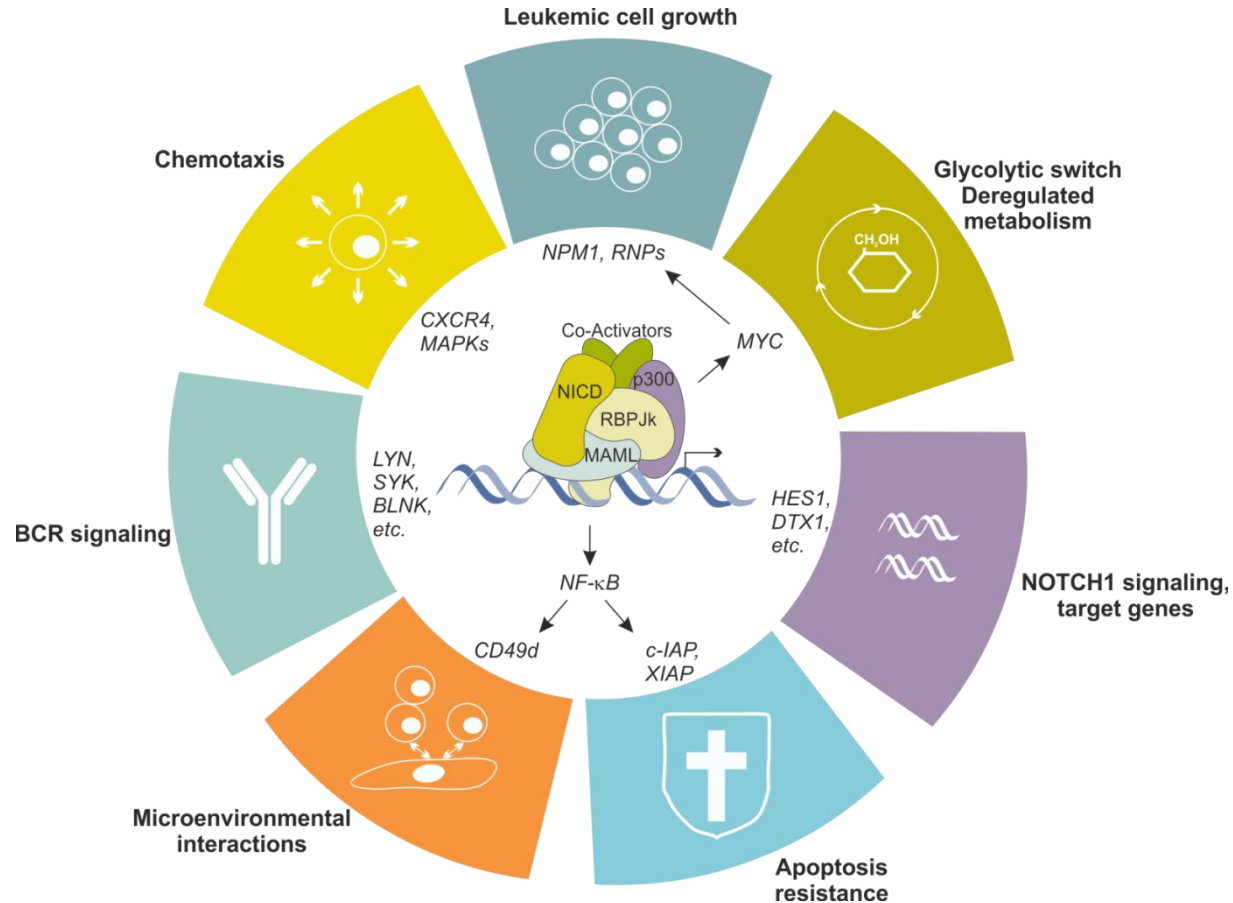 Leukemic cell growth
Chemotaxis
Glycolytic switch
Deregulated
metabolism
CH₂OH
NPM1, RNPs
CXCR4,
MAPKs
Co-Activators
MYC
p300
NICD
RBPJk
MAML
LYN,
SYK,
BLNK,
etc.
HES1,
DTX1,
etc.
BCR signaling
NOTCH1 signaling,
target genes
NF-κB
CD49d
c-IAP,
XIAP
Microenvironmental
interactions
Apoptosis
resistance